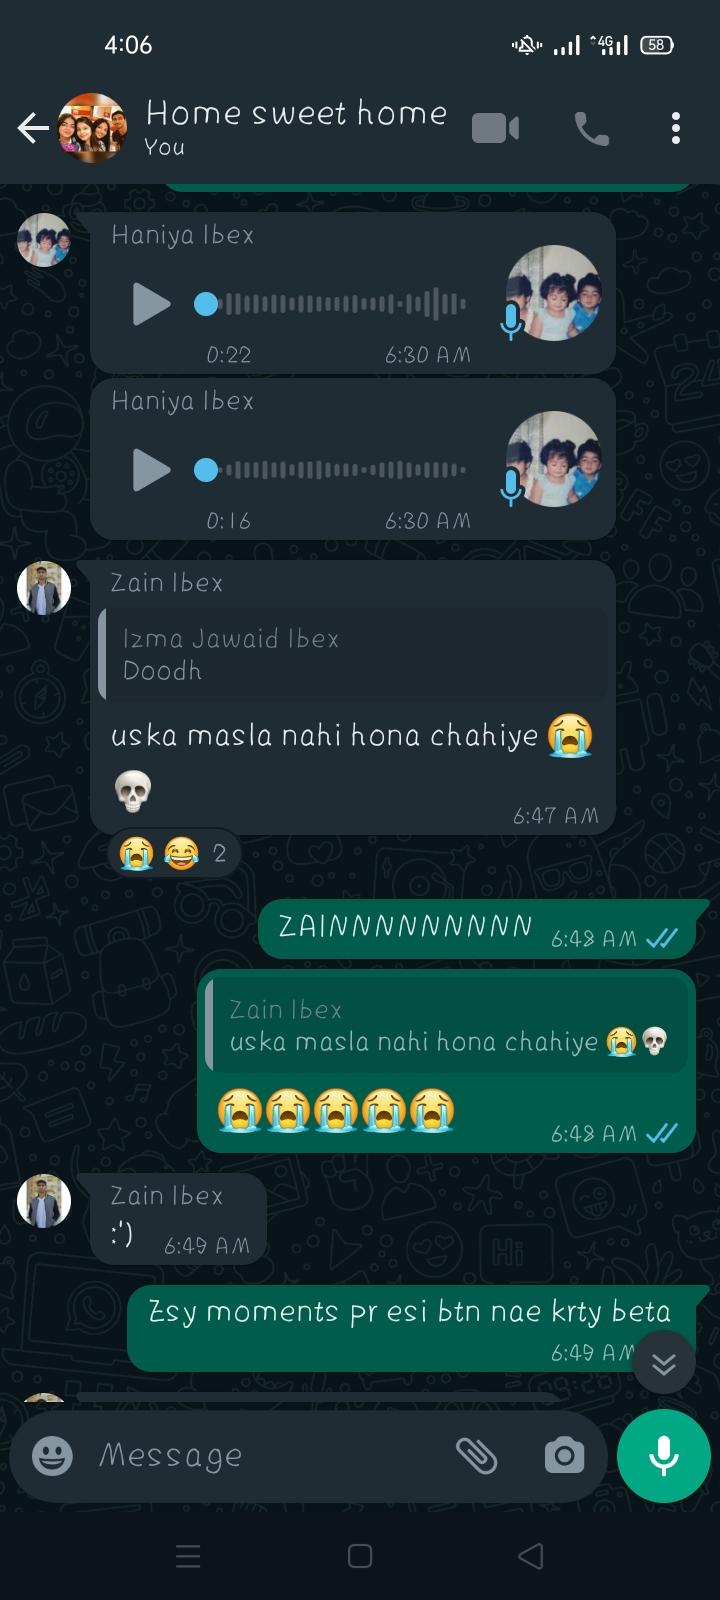 4:06
4G
58
Home sweet home
You
Haniya Ibex
0:22 6:30 AM
Haniya Ibex
0:16 6:30 AM
Zain Ibex
Izma Jawaid Ibex
Doodh
uska masla nahi hona chahiye 😭
💀
6:47 AM
😭 😂 2
ZAINNNNNNNNNN 6:48 AM
Zain Ibex
uska masla nahi hona chahiye 😭💀
😭😭😭😭😭
6:48 AM
Zain Ibex
:') 6:49 AM
Zsy moments pr esi btn nae krty beta
6:49 AM
Message